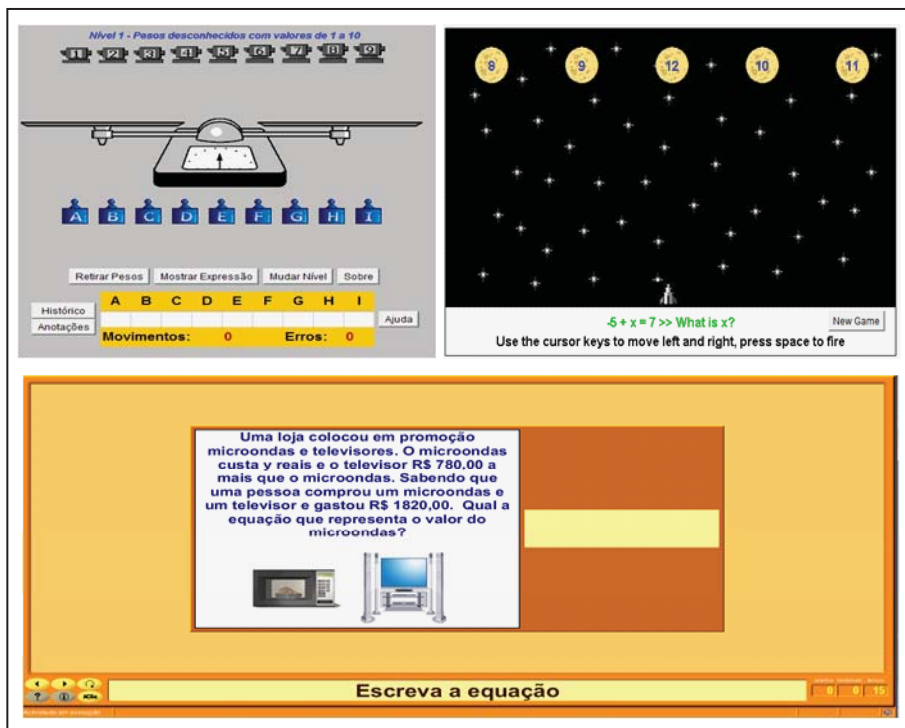 Nível 1 - Pesos desconhecidos com valores de 1 a 10
1 2 3 4 5 6 7 8 9
A B C D E F G H I
Retirar Pesos Mostrar Expressão Mudar Nível Sobre
Histórico
Anotações
A B C D E F G H I
Ajuda
Movimentos: 0 Erros: 0
8 9 12 10 11
-5 + x = 7 >> What is x?
New Game
Use the cursor keys to move left and right, press space to fire
Uma loja colocou em promoção
microondas e televisores. O microondas
custa y reais e o televisor R$ 780,00 a
mais que o microondas. Sabendo que
uma pessoa comprou um microondas e
um televisor e gastou R$ 1820,00. Qual a
equação que representa o valor do
microondas?
Escreva a equação
0 0 15